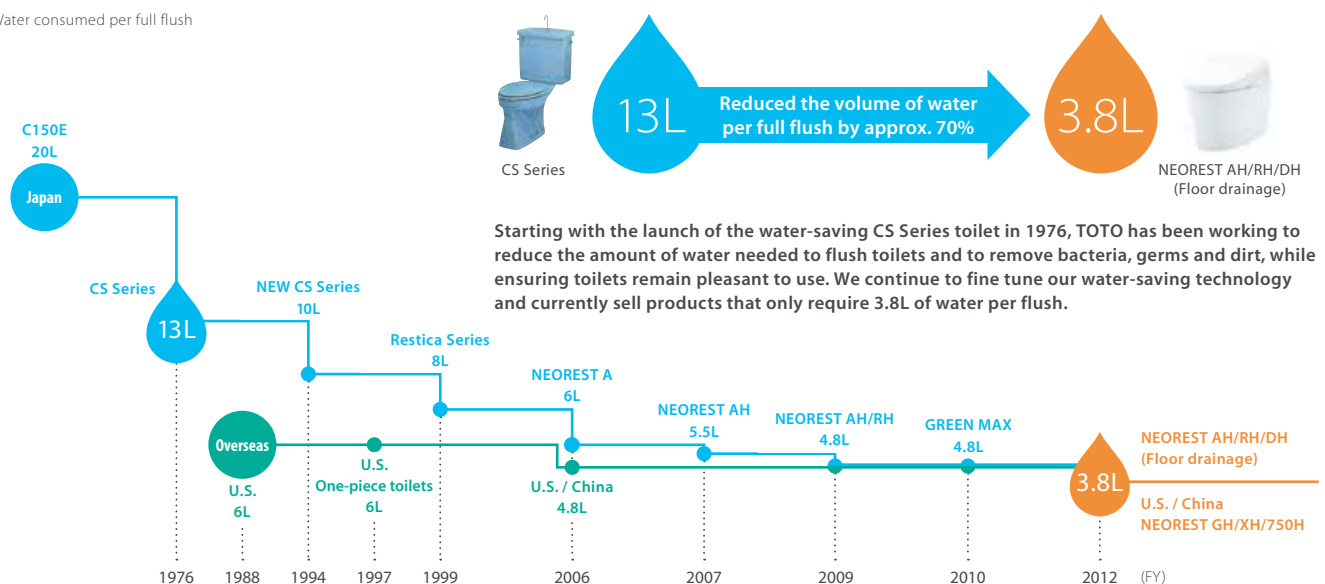 Water consumed per full flush
13L
Reduced the volume of water
per full flush by approx. 70%
3.8L
CS Series
NEOREST AH/RH/DH
(Floor drainage)
Starting with the launch of the water-saving CS Series toilet in 1976, TOTO has been working to
reduce the amount of water needed to flush toilets and to remove bacteria, germs and dirt, while
ensuring toilets remain pleasant to use. We continue to fine tune our water-saving technology
and currently sell products that only require 3.8L of water per flush.
C150E
20L
Japan
CS Series
13L
NEW CS Series
10L
Restica Series
8L
NEOREST A
6L
NEOREST AH
5.5L
NEOREST AH/RH
4.8L
GREEN MAX
4.8L
Overseas
U.S.
6L
U.S.
One-piece toilets
6L
U.S. / China
4.8L
3.8L
NEOREST AH/RH/DH
(Floor drainage)
U.S. / China
NEOREST GH/XH/750H
1976 1988 1994 1997 1999 2006 2007 2009 2010 2012 (FY)